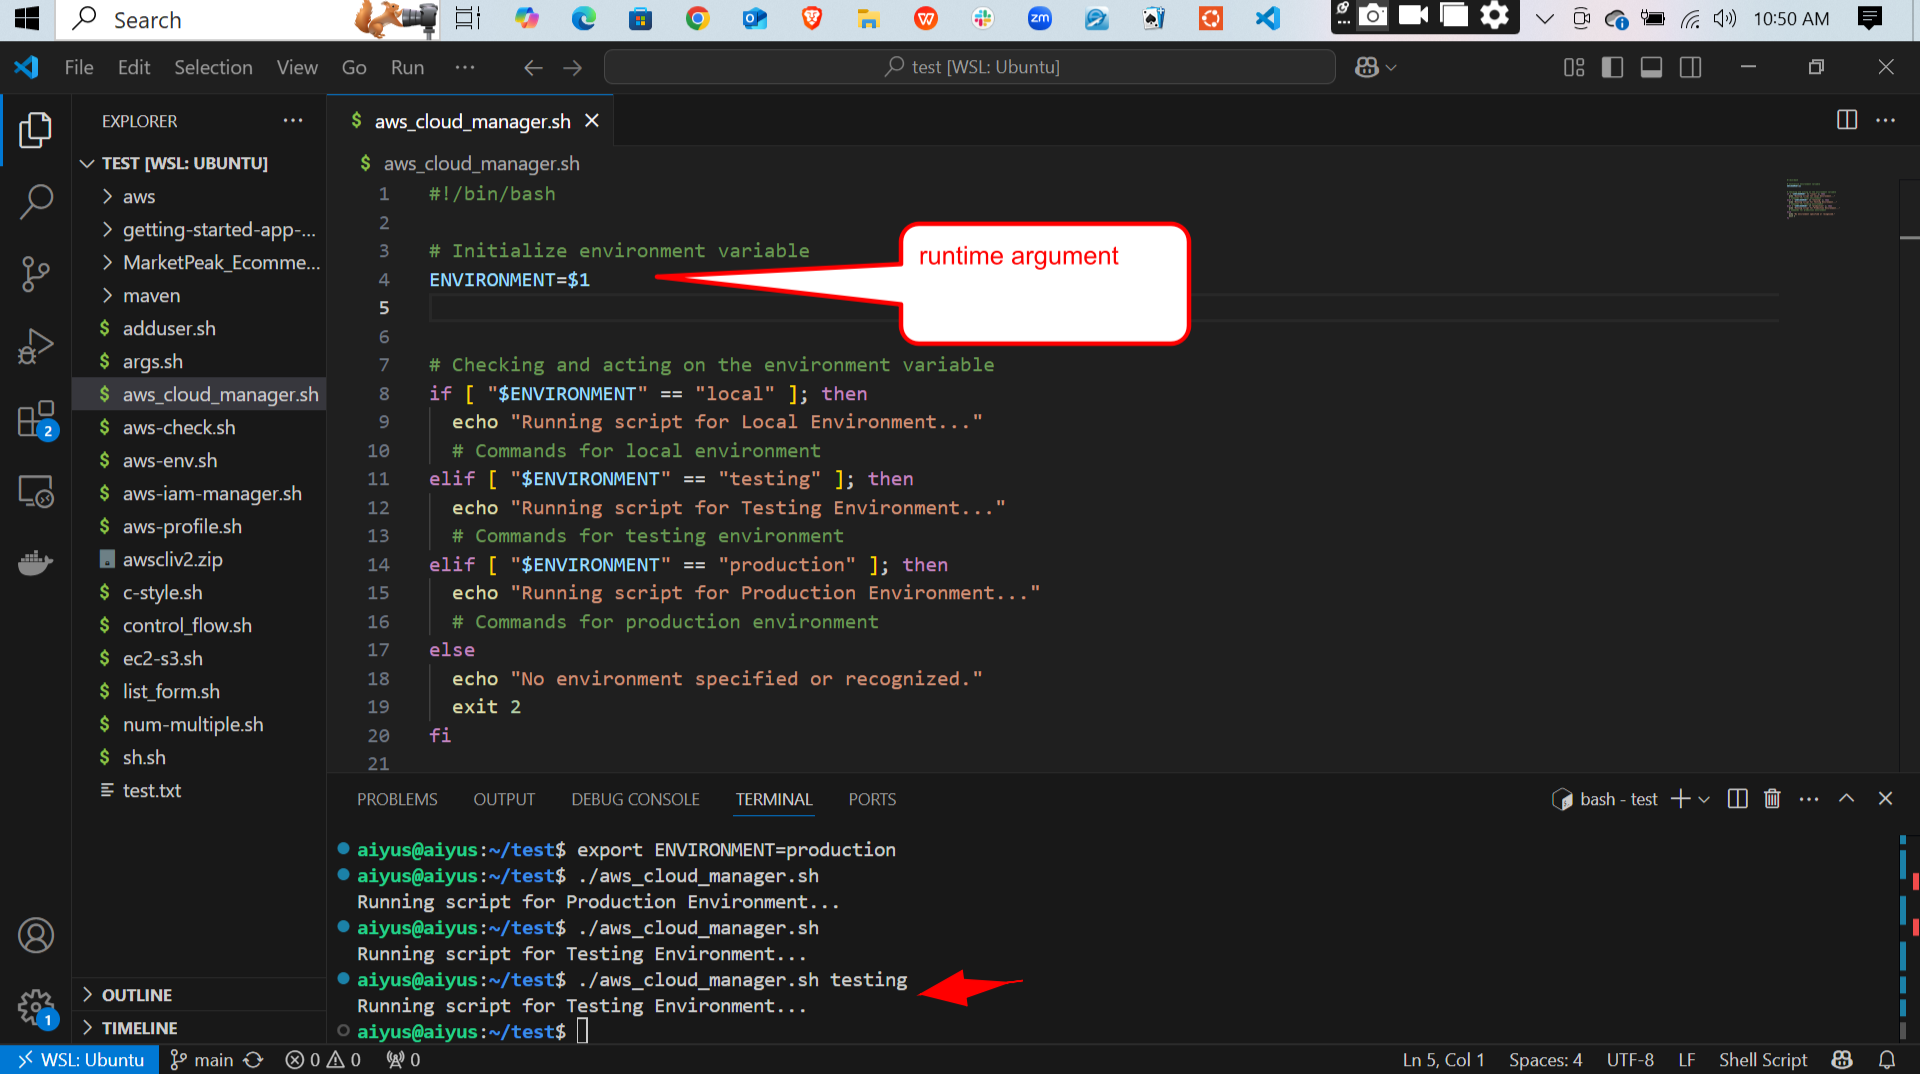 Search
10:50 AM
File Edit Selection View Go Run ...
test [WSL: Ubuntu]
EXPLORER
TEST [WSL: UBUNTU]
aws
getting-started-app-...
MarketPeak_Ecomme...
maven
adduser.sh
args.sh
aws_cloud_manager.sh
aws-check.sh
aws-env.sh
aws-iam-manager.sh
aws-profile.sh
awscliv2.zip
c-style.sh
control_flow.sh
ec2-s3.sh
list_form.sh
num-multiple.sh
sh.sh
test.txt
OUTLINE
TIMELINE
2
1
$ aws_cloud_manager.sh
$ aws_cloud_manager.sh
1 #!/bin/bash
2
3 # Initialize environment variable
4 ENVIRONMENT=$1
5
6
7 # Checking and acting on the environment variable
8 if [ "$ENVIRONMENT" == "local" ]; then
9 echo "Running script for Local Environment..."
10 # Commands for local environment
11 elif [ "$ENVIRONMENT" == "testing" ]; then
12 echo "Running script for Testing Environment..."
13 # Commands for testing environment
14 elif [ "$ENVIRONMENT" == "production" ]; then
15 echo "Running script for Production Environment..."
16 # Commands for production environment
17 else
18 echo "No environment specified or recognized."
19 exit 2
20 fi
21
runtime argument
PROBLEMS OUTPUT DEBUG CONSOLE TERMINAL PORTS
bash - test
aiyus@aiyus:~/test$ export ENVIRONMENT=production
aiyus@aiyus:~/test$ ./aws_cloud_manager.sh
Running script for Production Environment...
aiyus@aiyus:~/test$ ./aws_cloud_manager.sh
Running script for Testing Environment...
aiyus@aiyus:~/test$ ./aws_cloud_manager.sh testing
Running script for Testing Environment...
aiyus@aiyus:~/test$
WSL: Ubuntu main 0 0 0
Ln 5, Col 1 Spaces: 4 UTF-8 LF Shell Script